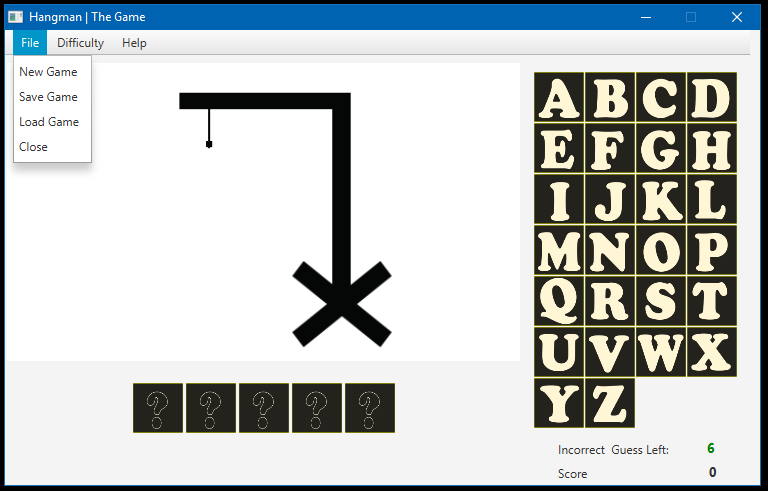 Hangman | The Game
File Difficulty Help
New Game
Save Game
Load Game
Close
A B C D
E F G H
I J K L
M N O P
Q R S T
U V W X
Y Z
? ? ? ? ?
Incorrect Guess Left: 6
Score 0